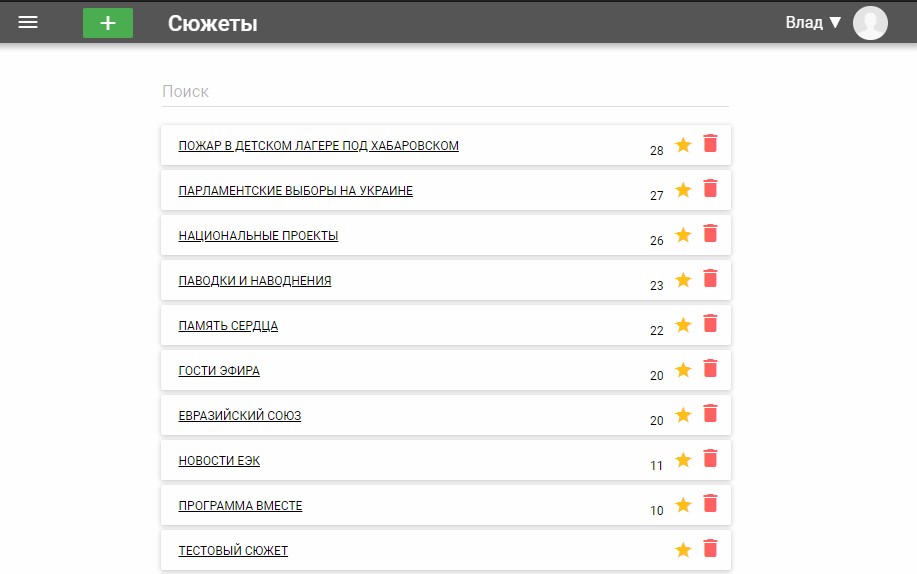 + Сюжеты Влад ▼
Поиск
ПОЖАР В ДЕТСКОМ ЛАГЕРЕ ПОД ХАБАРОВСКОМ 28
ПАРЛАМЕНТСКИЕ ВЫБОРЫ НА УКРАИНЕ 27
НАЦИОНАЛЬНЫЕ ПРОЕКТЫ 26
ПАВОДКИ И НАВОДНЕНИЯ 23
ПАМЯТЬ СЕРДЦА 22
ГОСТИ ЭФИРА 20
ЕВРАЗИЙСКИЙ СОЮЗ 20
НОВОСТИ ЕЭК 11
ПРОГРАММА ВМЕСТЕ 10
ТЕСТОВЫЙ СЮЖЕТ